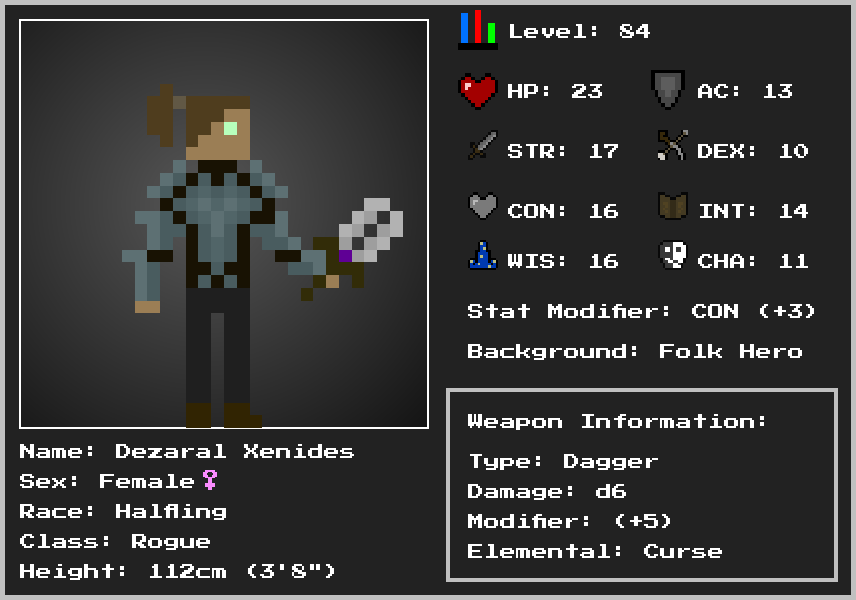 Level: 84
HP: 23
AC: 13
STR: 17
DEX: 10
CON: 16
INT: 14
WIS: 16
CHA: 11
Stat Modifier: CON (+3)
Background: Folk Hero
Weapon Information:
Type: Dagger
Damage: d6
Modifier: (+5)
Elemental: Curse
Name: Dezaral Xenides
Sex: Female♀
Race: Halfling
Class: Rogue
Height: 112cm (3'8")